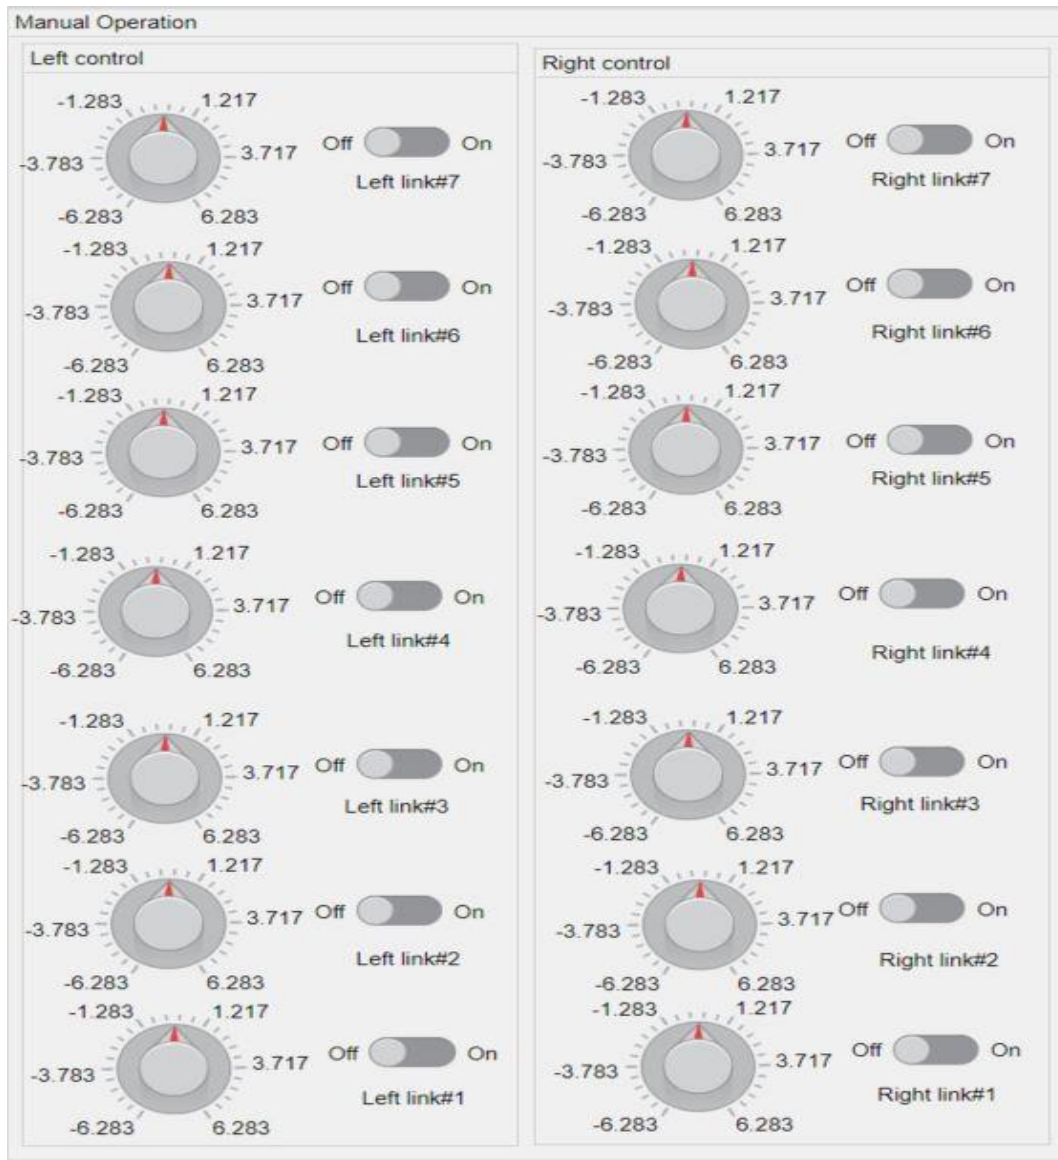 Manual Operation
Left control
-1.283 1.217
-3.783 3.717 Off On
Left link#7
-6.283 6.283
-1.283 1.217
-3.783 3.717 Off On
Left link#6
-6.283 6.283
-1.283 1.217
-3.783 3.717 Off On
Left link#5
-6.283 6.283
-1.283 1.217
-3.783 3.717 Off On
Left link#4
-6.283 6.283
-1.283 1.217
-3.783 3.717 Off On
Left link#3
-6.283 6.283
-1.283 1.217
-3.783 3.717 Off On
Left link#2
-6.283 6.283
-1.283 1.217
-3.783 3.717 Off On
Left link#1
-6.283 6.283
Right control
-1.283 1.217
-3.783 3.717 Off On
Right link#7
-6.283 6.283
-1.283 1.217
-3.783 3.717 Off On
Right link#6
-6.283 6.283
-1.283 1.217
-3.783 3.717 Off On
Right link#5
-6.283 6.283
-1.283 1.217
-3.783 3.717 Off On
Right link#4
-6.283 6.283
-1.283 1.217
-3.783 3.717 Off On
Right link#3
-6.283 6.283
-1.283 1.217
-3.783 3.717 Off On
Right link#2
-6.283 6.283
-1.283 1.217
-3.783 3.717 Off On
Right link#1
-6.283 6.283